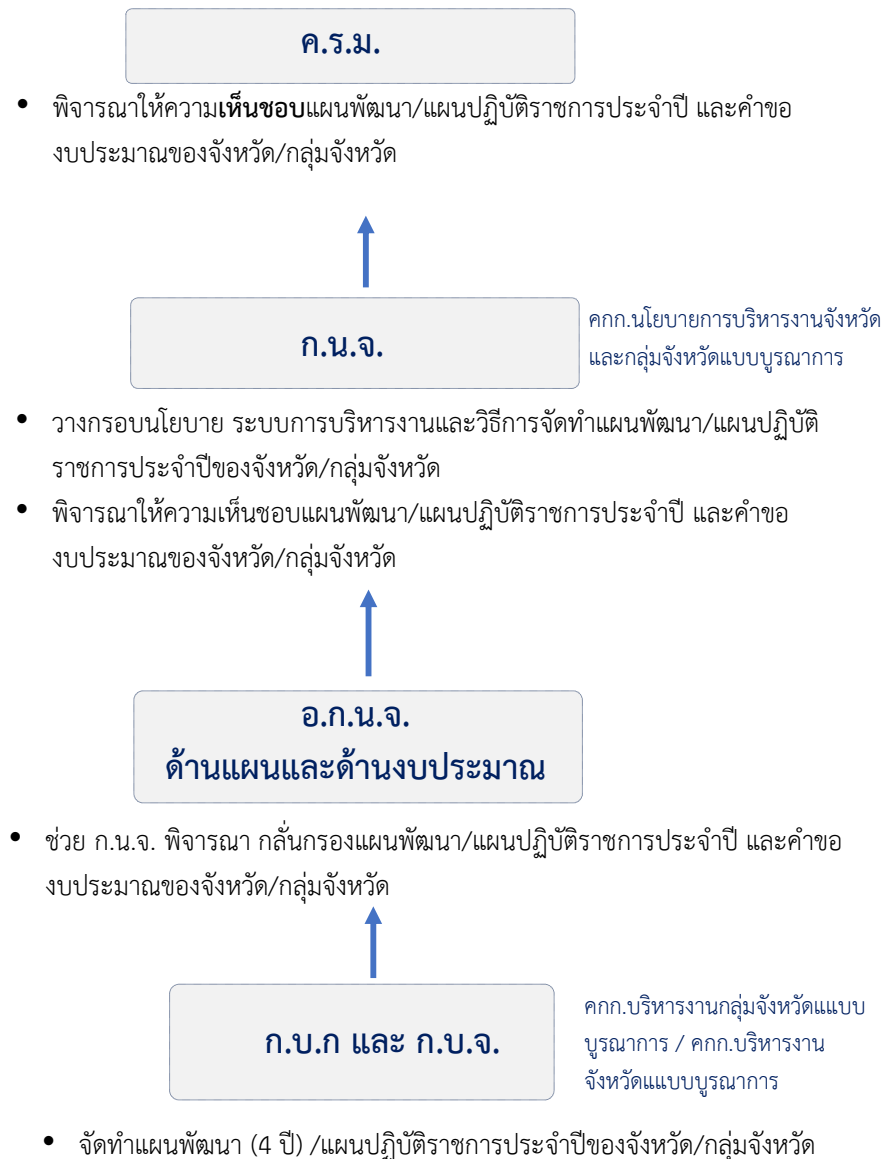 ค.ร.ม.
• พิจารณาให้ความเห็นชอบแผนพัฒนา/แผนปฏิบัติราชการประจำปี และคำขอ
งบประมาณของจังหวัด/กลุ่มจังหวัด
ก.น.จ.
คกก.นโยบายการบริหารงานจังหวัด
และกลุ่มจังหวัดแบบบูรณาการ
• วางกรอบนโยบาย ระบบการบริหารงานและวิธีการจัดทำแผนพัฒนา/แผนปฏิบัติ
ราชการประจำปีของจังหวัด/กลุ่มจังหวัด
• พิจารณาให้ความเห็นชอบแผนพัฒนา/แผนปฏิบัติราชการประจำปี และคำขอ
งบประมาณของจังหวัด/กลุ่มจังหวัด
อ.ก.น.จ.
ด้านแผนและด้านงบประมาณ
• ช่วย ก.น.จ. พิจารณา กลั่นกรองแผนพัฒนา/แผนปฏิบัติราชการประจำปี และคำขอ
งบประมาณของจังหวัด/กลุ่มจังหวัด
ก.บ.ก และ ก.บ.จ.
คกก.บริหารงานกลุ่มจังหวัดแแบบ
บูรณาการ / คกก.บริหารงาน
จังหวัดแแบบบูรณาการ
• จัดทำแผนพัฒนา (4 ปี) /แผนปฏิบัติราชการประจำปีของจังหวัด/กลุ่มจังหวัด